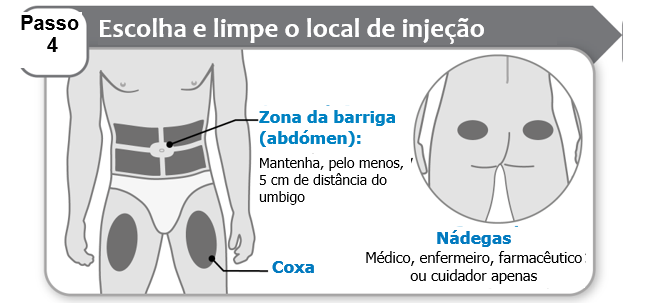 Passo
4
Escolha e limpe o local de injeção
Zona da barriga
(abdómen):
Mantenha, pelo menos,
5 cm de distância do
umbigo
Coxa
Nádegas
Médico, enfermeiro, farmacêutico
ou cuidador apenas